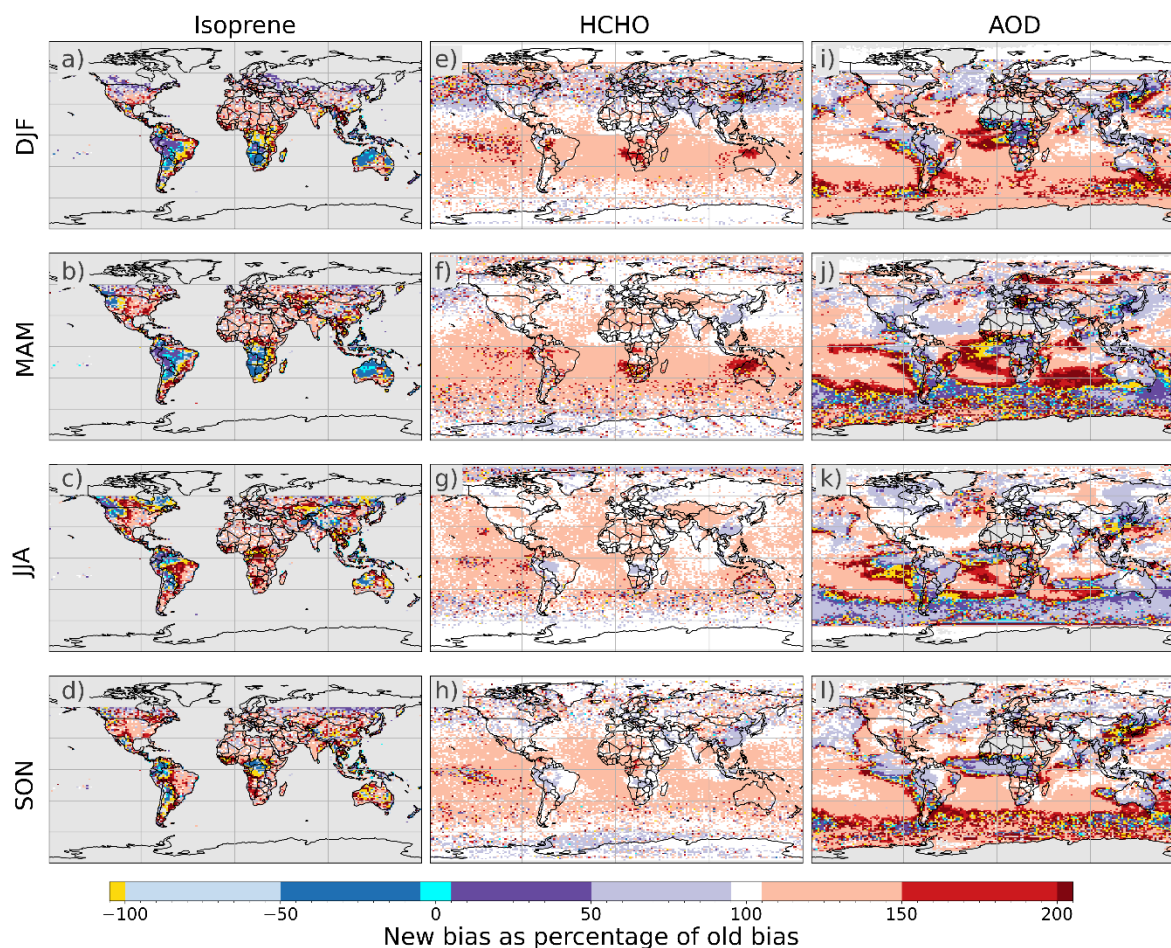 Isoprene HCHO AOD
DJF a) e) i)
MAM b) f) j)
JJA c) g) k)
SON d) h) l)
−100 −50 0 50 100 150 200
New bias as percentage of old bias